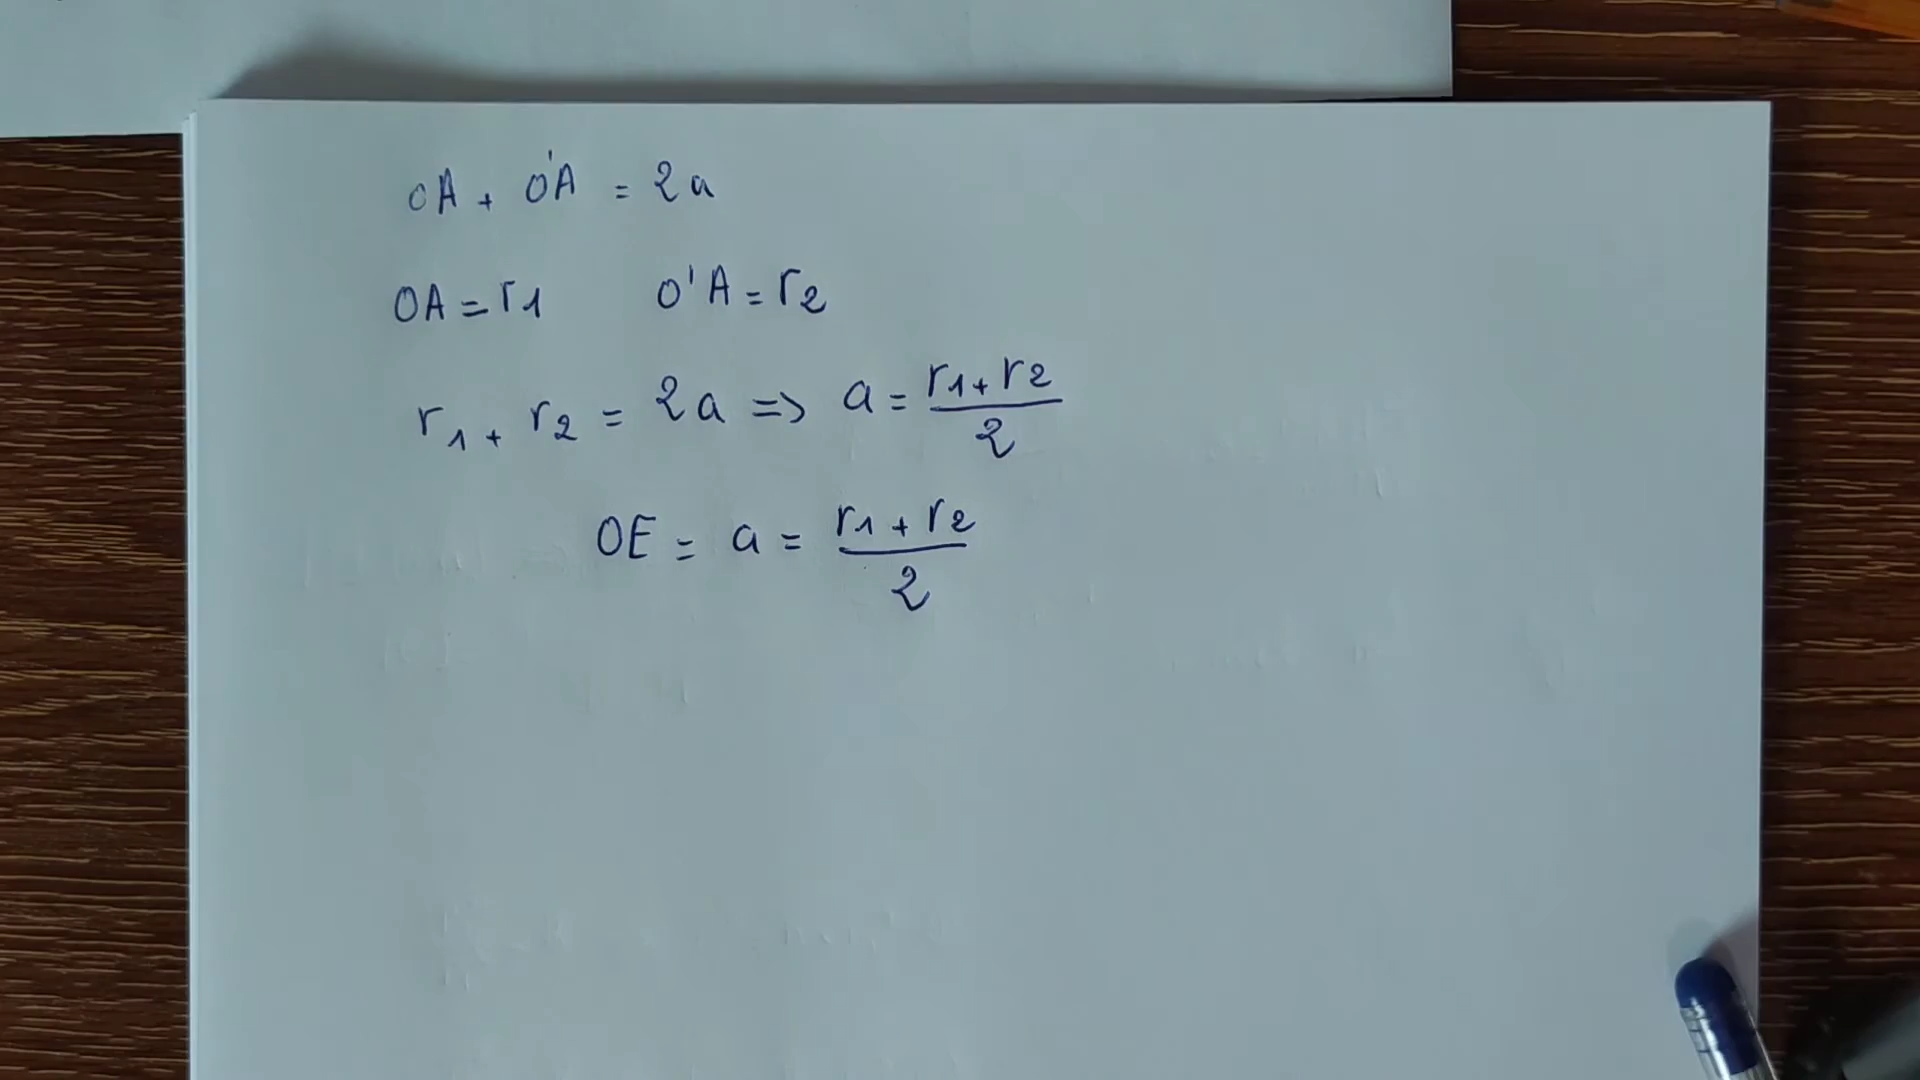 OA + O'A = 2a
OA = r1 O'A = r2
r1 + r2 = 2a => a = (r1 + r2)/2
OE = a = (r1 + r2)/2